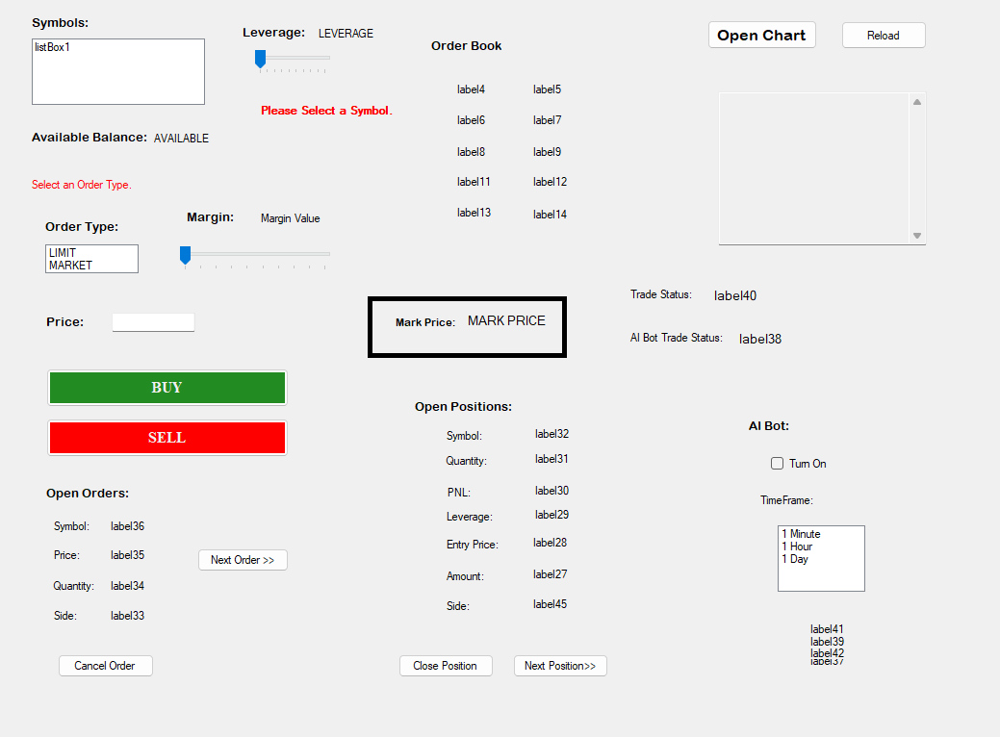 Symbols:
listBox1
Leverage: LEVERAGE
Please Select a Symbol.
Available Balance: AVAILABLE
Select an Order Type.
Order Type:
LIMIT
MARKET
Margin: Margin Value
Price:
BUY
SELL
Open Orders:
Symbol: label36
Price: label35
Quantity: label34
Side: label33
Next Order >>
Cancel Order
Order Book
label4 label5
label6 label7
label8 label9
label11 label12
label13 label14
Mark Price: MARK PRICE
Open Positions:
Symbol: label32
Quantity: label31
PNL: label30
Leverage: label29
Entry Price: label28
Amount: label27
Side: label45
Close Position
Next Position>>
Open Chart
Reload
Trade Status: label40
AI Bot Trade Status: label38
AI Bot:
Turn On
TimeFrame:
1 Minute
1 Hour
1 Day
label41
label39
label42
label37